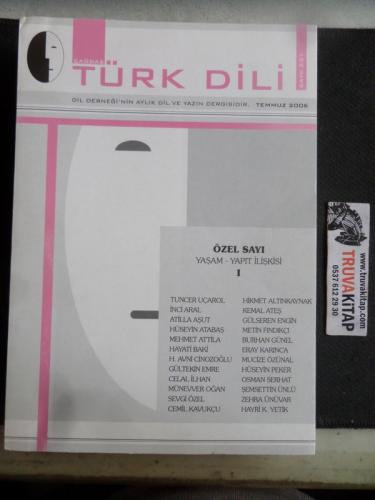 ÇAĞDAŞ
TÜRK DİLİ
DİL DERNEĞİ'NİN AYLIK DİL VE YAZIN DERGİSİDİR. TEMMUZ 2006
SAYI
ÖZEL SAYI
YAŞAM - YAPIT İLİŞKİSİ
I
TUNCER UÇAROL
İNCİ ARAL
ATİLLA AŞUT
HÜSEYİN ATABAŞ
MEHMET ATİLLA
HAYATİ BAKİ
H. AVNİ CİNOZOĞLU
GÜLTEKİN EMRE
CELAL İLHAN
MÜNEVVER OĞAN
SEVGİ ÖZEL
CEMİL KAVUKÇU
HİKMET ALTINKAYNAK
KEMAL ATEŞ
GÜLSEREN ENGİN
METİN FINDIKÇI
BURHAN GÜNEL
ERAY KARINCA
MUCİZE ÖZÜNAL
HÜSEYİN PEKER
OSMAN SERHAT
ŞEMSETTİN ÜNLÜ
ZEHRA ÜNÜVAR
HAYRİ K. YETİK
www.truvakitap.com
TRUVAKİTAP
0537 612 29 30